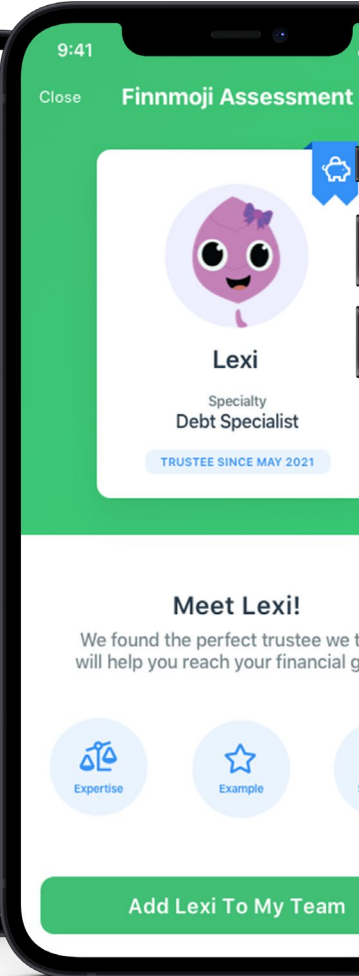 9:41
Close Finnmoji Assessment
Lexi
Specialty
Debt Specialist
TRUSTEE SINCE MAY 2021
Meet Lexi!
We found the perfect trustee we
will help you reach your financial
Expertise
Example
Add Lexi To My Team